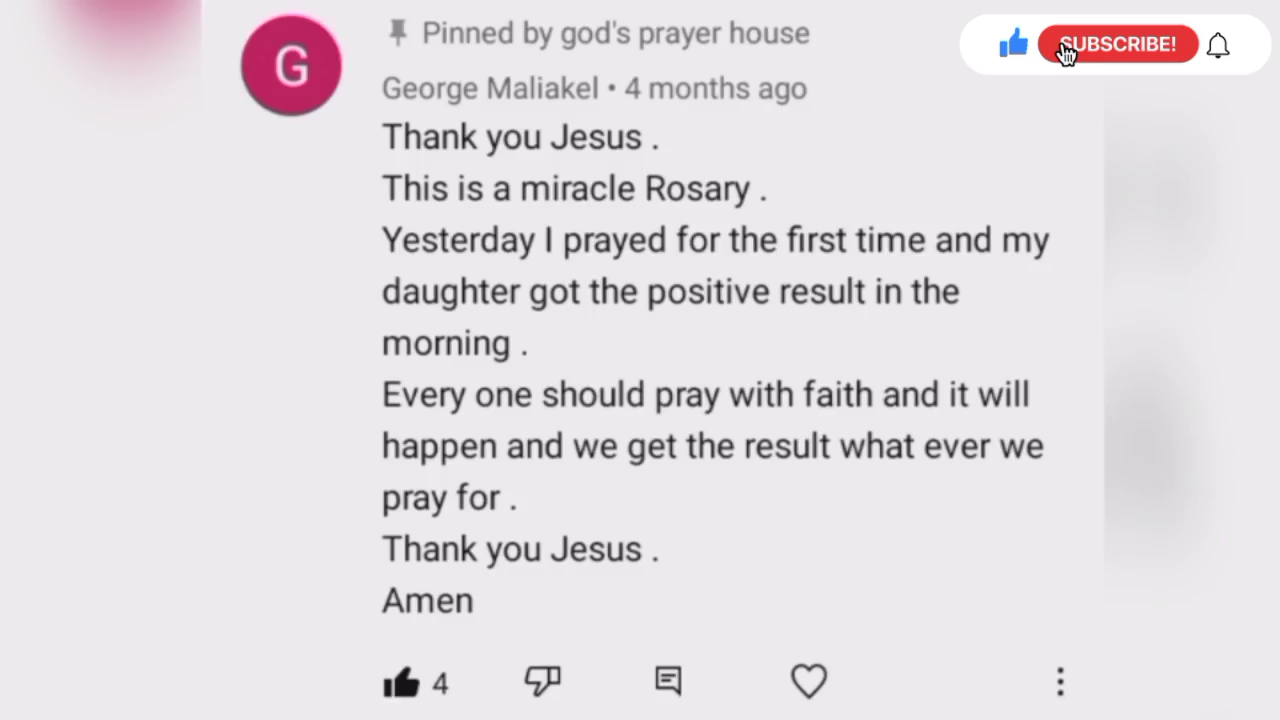 Pinned by god's prayer house
SUBSCRIBE!
G
George Maliakel • 4 months ago
Thank you Jesus .
This is a miracle Rosary .
Yesterday I prayed for the first time and my
daughter got the positive result in the
morning .
Every one should pray with faith and it will
happen and we get the result what ever we
pray for .
Thank you Jesus .
Amen
4